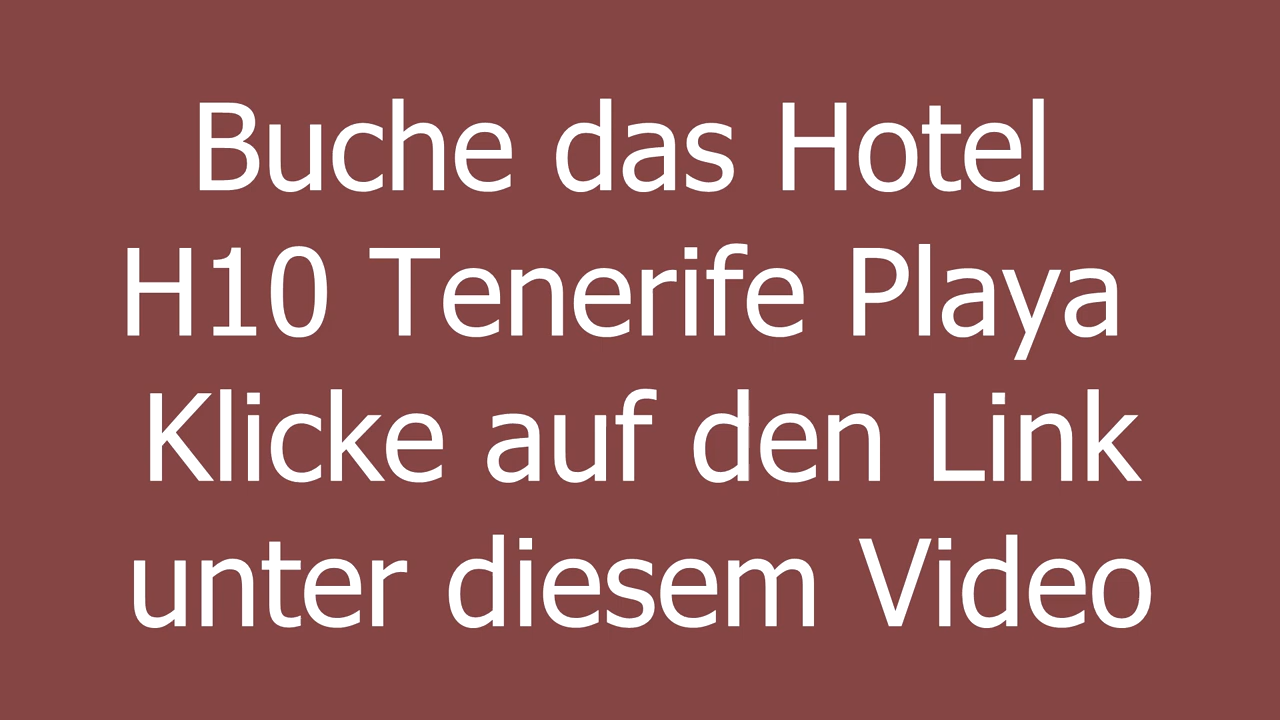 Buche das Hotel
H10 Tenerife Playa
Klicke auf den Link
unter diesem Video